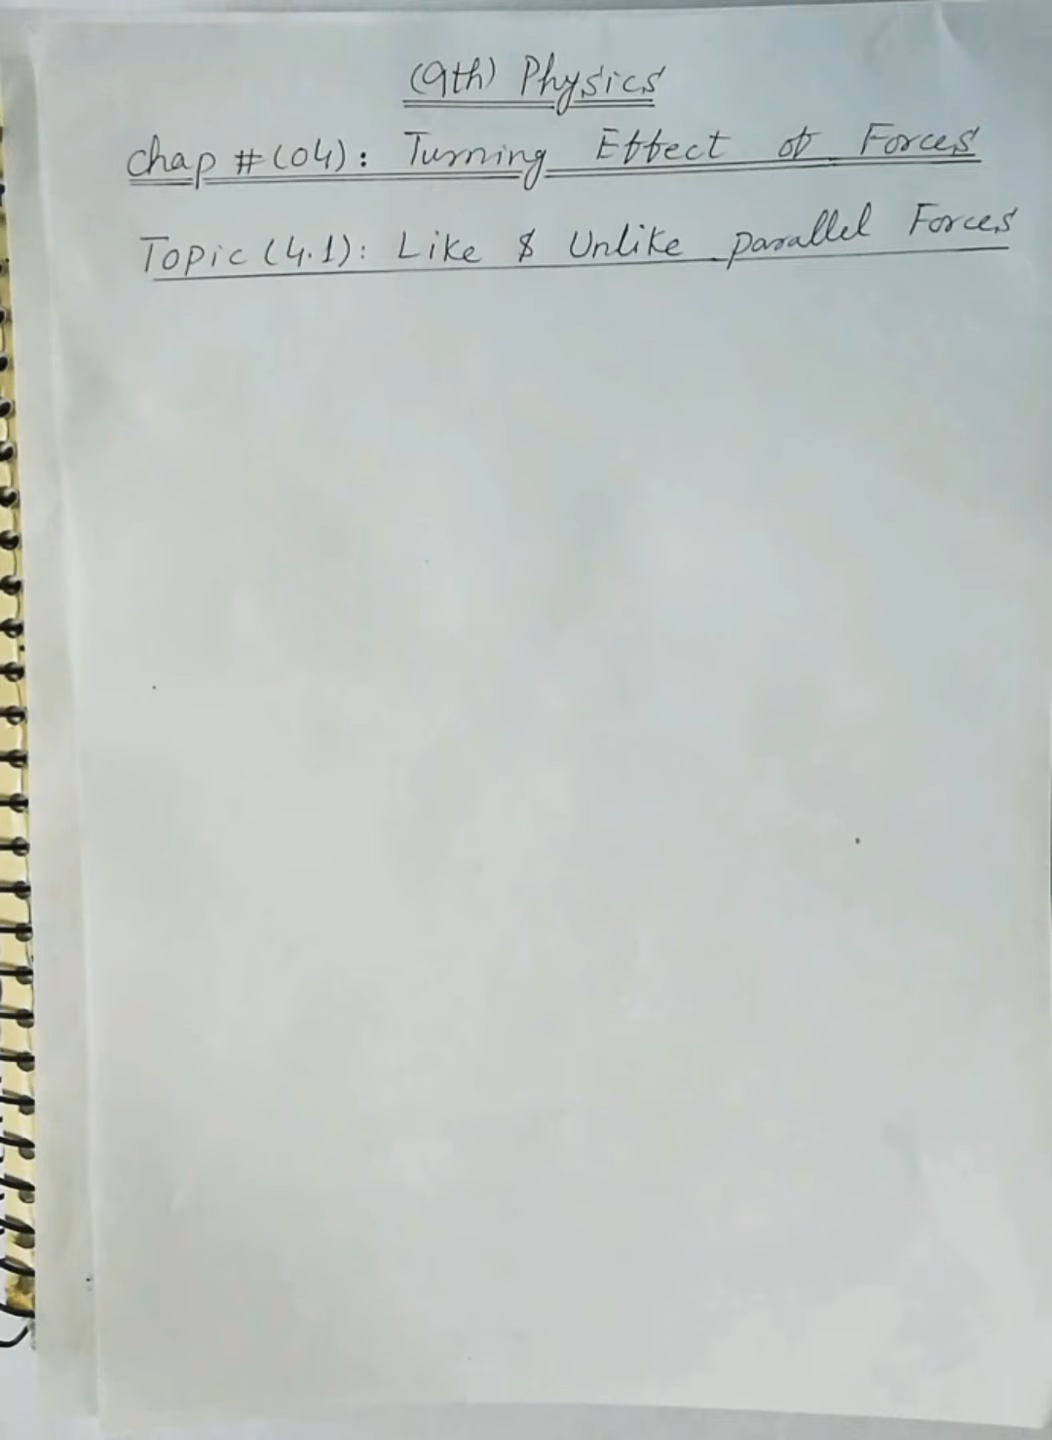 (9th) Physics
Chap # (04): Turning Effect of Forces
Topic (4.1): Like & Unlike parallel Forces